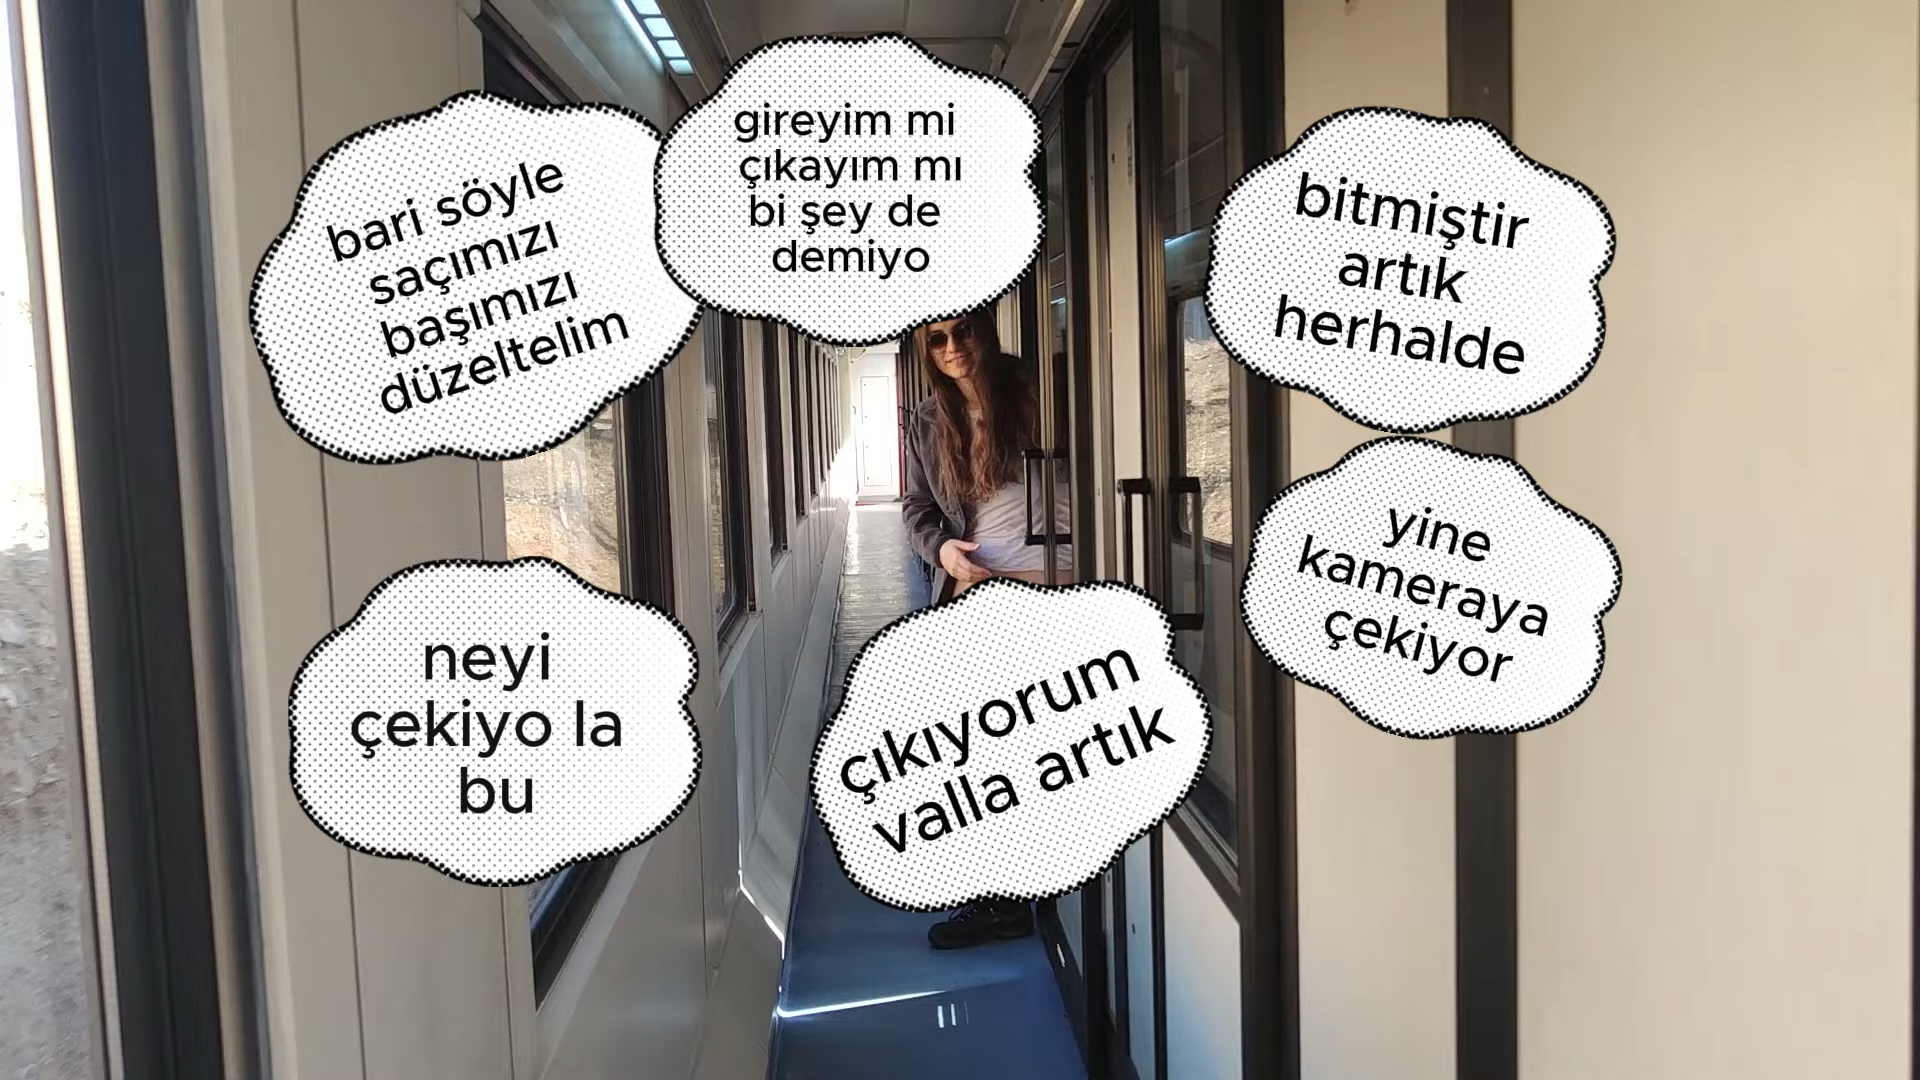 bari söyle
saçımızı
başımızı
düzeltelim
gireyim mi
çıkayım mı
bi şey de
demiyo
bitmiştir
artık
herhalde
neyi
çekiyo la
bu
çıkıyorum
valla artık
yine
kameraya
çekiyor